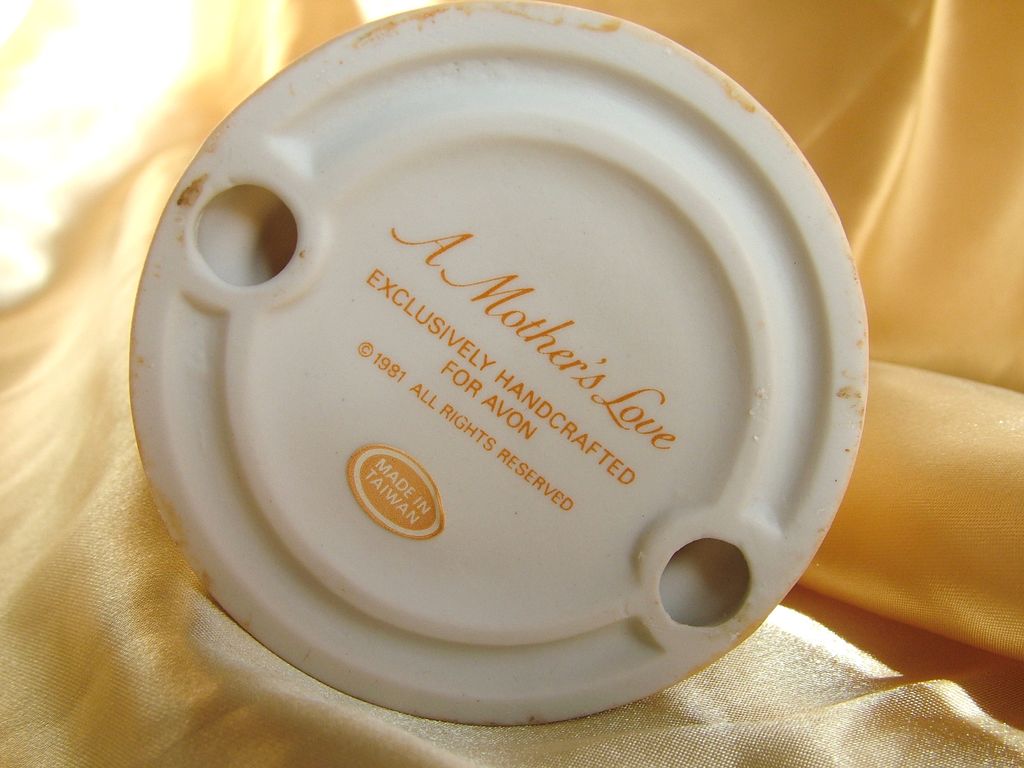 A Mother's Love
EXCLUSIVELY HANDCRAFTED
FOR AVON
©1981 ALL RIGHTS RESERVED
MADE IN
TAIWAN